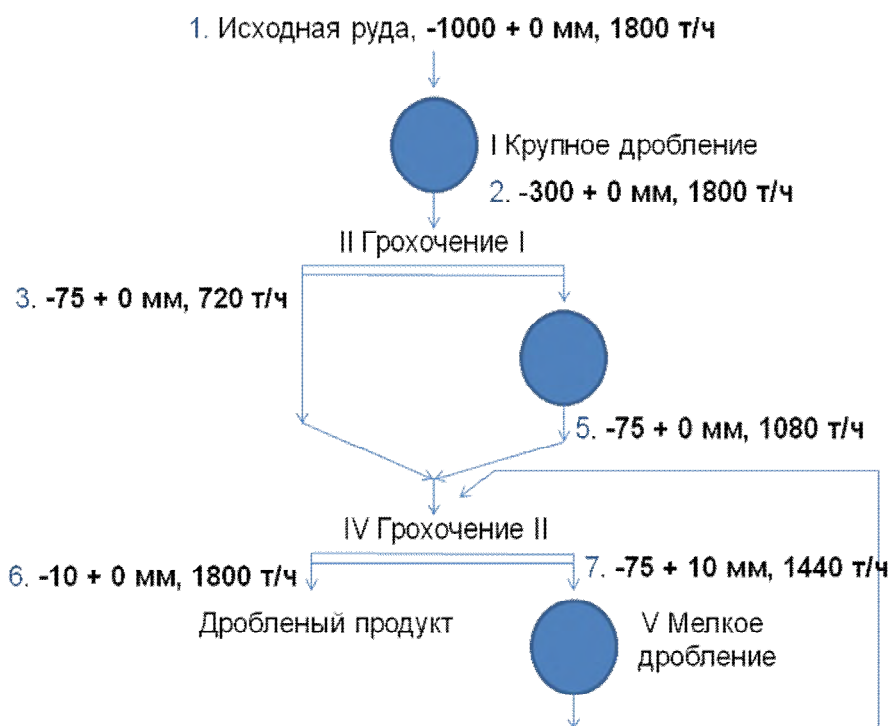 1. Исходная руда, -1000 + 0 мм, 1800 т/ч
I Крупное дробление
2. -300 + 0 мм, 1800 т/ч
II Грохочение I
3. -75 + 0 мм, 720 т/ч
5. -75 + 0 мм, 1080 т/ч
IV Грохочение II
6. -10 + 0 мм, 1800 т/ч
7. -75 + 10 мм, 1440 т/ч
Дробленый продукт
V Мелкое
дробление